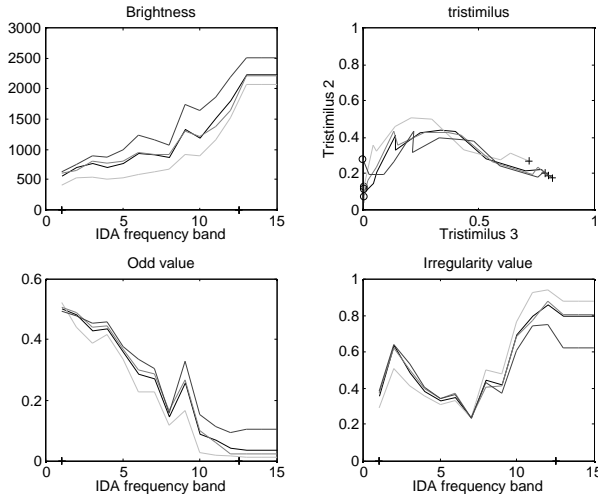 Brightness
3000
2500
2000
1500
1000
500
0
0 5 10 15
IDA frequency band
tristimilus
1
0.8
0.6
0.4
0.2
0
Tristimilus 2
0 0.5 1
Tristimilus 3
Odd value
0.6
0.4
0.2
0
0 5 10 15
IDA frequency band
Irregularity value
1
0.8
0.6
0.4
0.2
0
0 5 10 15
IDA frequency band